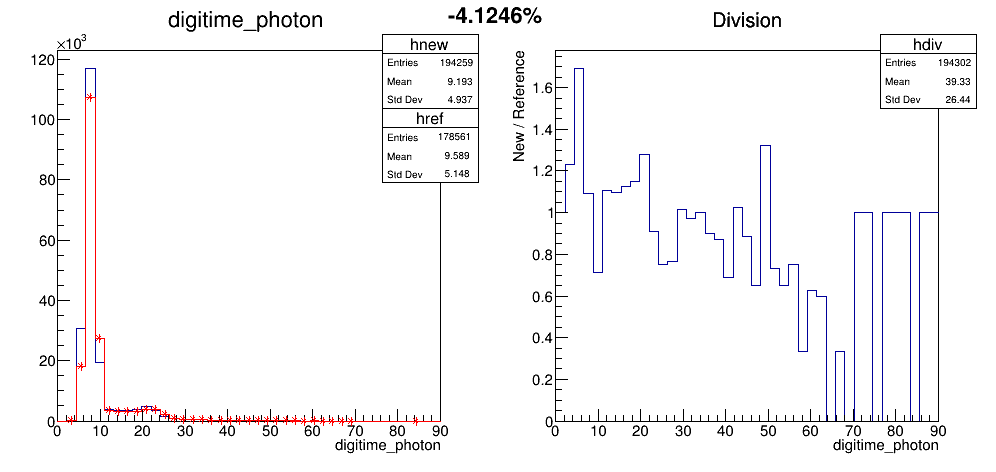 -4.1246%
digitime_photon
×10³
hnew
Entries 194259
Mean 9.193
Std Dev 4.937
href
Entries 178561
Mean 9.589
Std Dev 5.148
120
100
80
60
40
20
0
0 10 20 30 40 50 60 70 80 90
digitime_photon
Division
hdiv
Entries 194302
Mean 39.33
Std Dev 26.44
New / Reference
1.6
1.4
1.2
1
0.8
0.6
0.4
0.2
0
0 10 20 30 40 50 60 70 80 90
digitime_photon